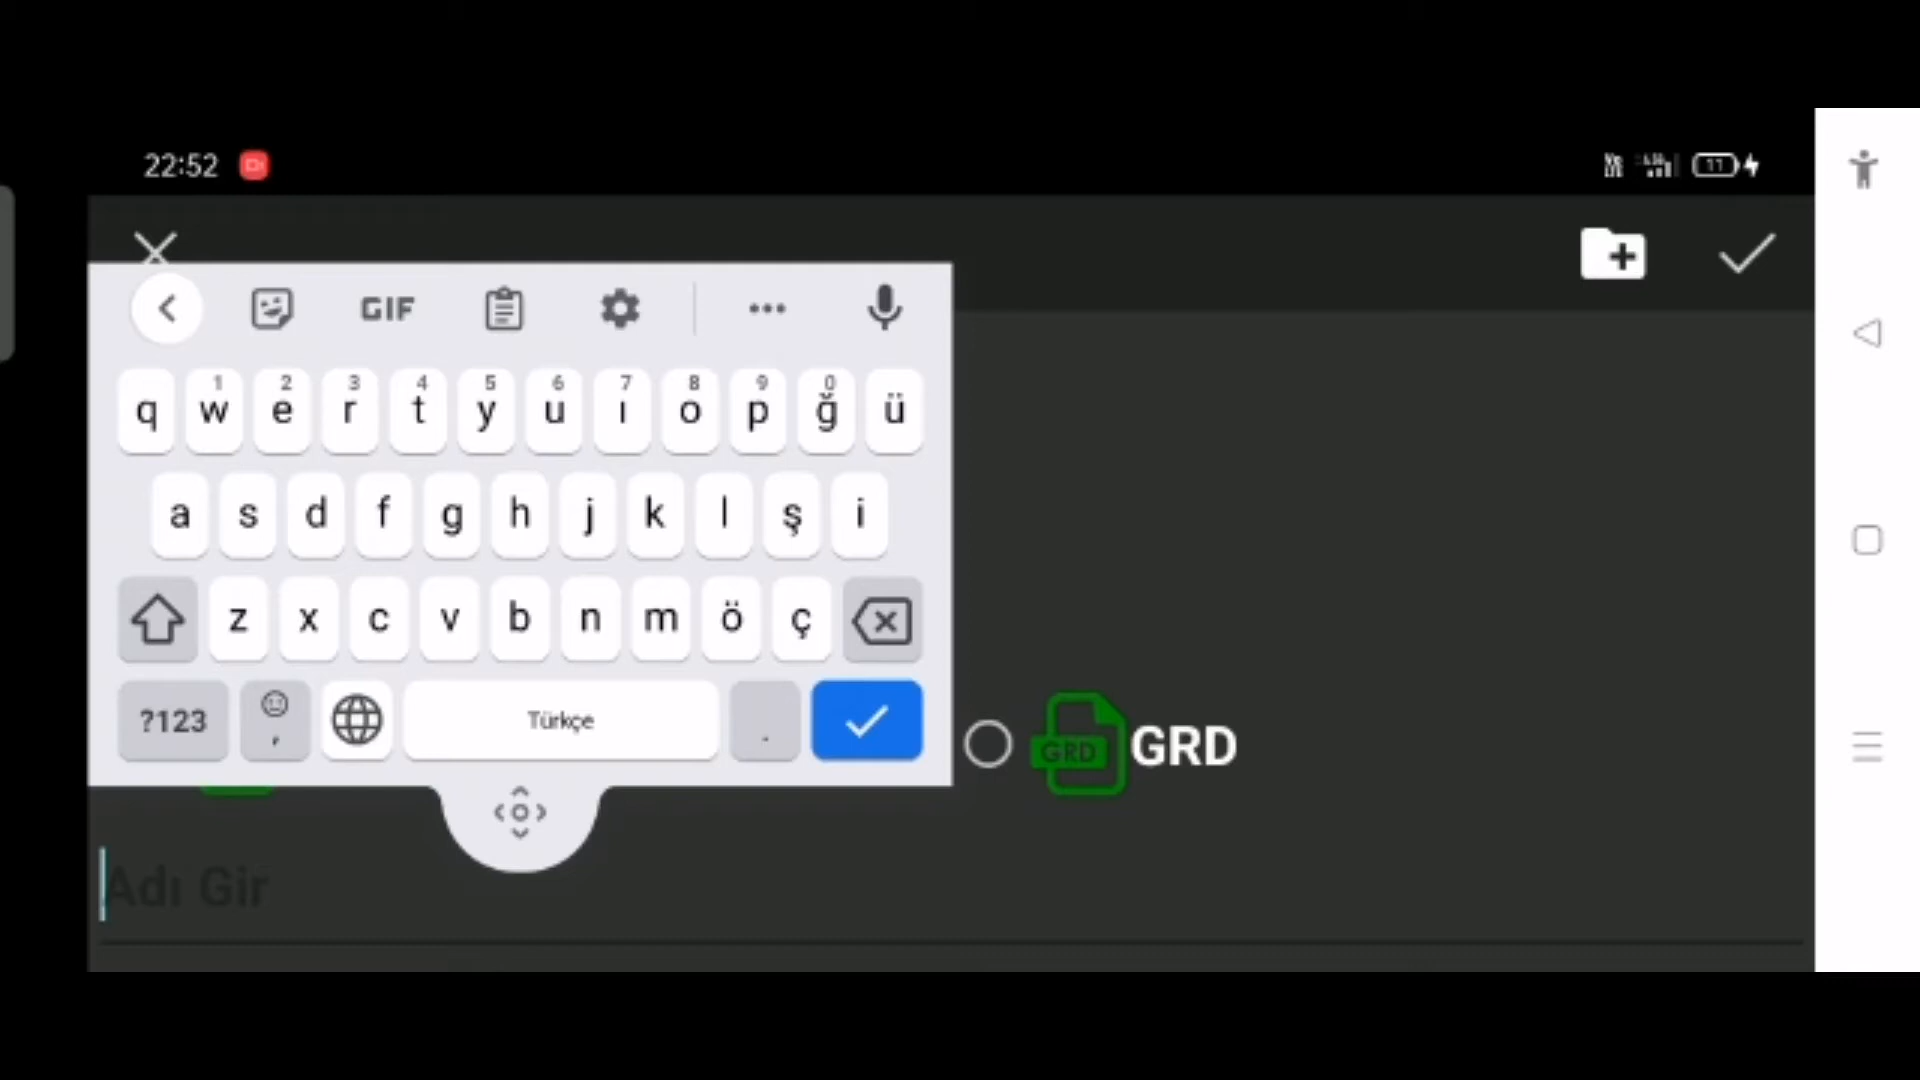 22:52
11
GIF
1 2 3 4 5 6 7 8 9 0
q w e r t y u ı o p ğ ü
a s d f g h j k l ş i
z x c v b n m ö ç
?123 , Türkçe .
GRD GRD
Adı Gir